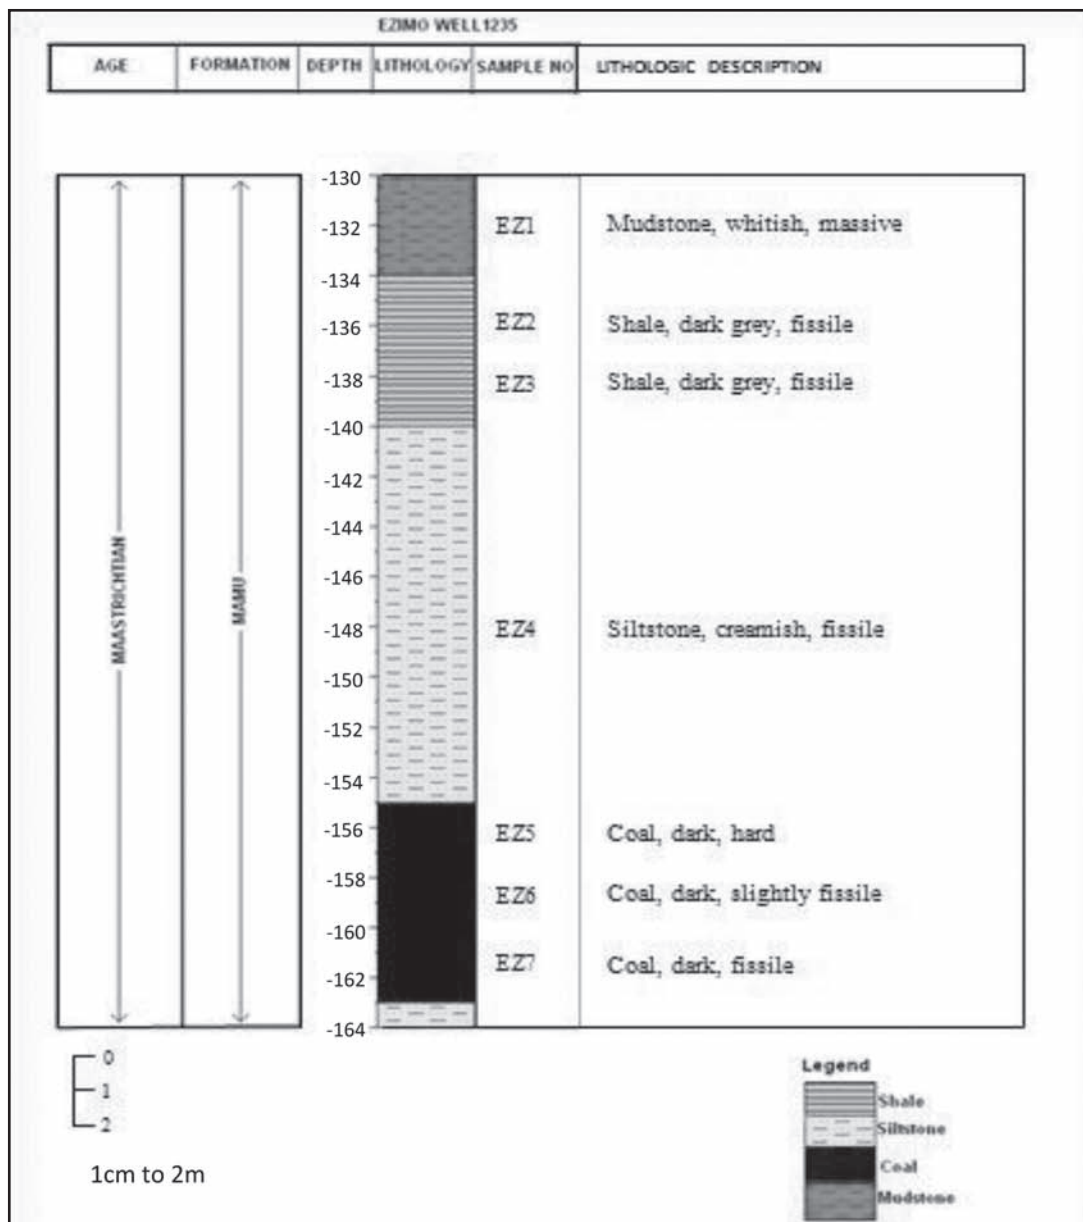 EZIMO WELL1235
AGE FORMATION DEPTH LITHOLOGY SAMPLE NO LITHOLOGIC DESCRIPTION
-130
-132 EZ1 Mudstone, whitish, massive
-134
-136 EZ2 Shale, dark grey, fissile
-138 EZ3 Shale, dark grey, fissile
-140
-142
-144
-146
MAASTRICHTIAN MAMU
-148 EZ4 Siltstone, creamish, fissile
-150
-152
-154
-156 EZ5 Coal, dark, hard
-158 EZ6 Coal, dark, slightly fissile
-160
EZ7 Coal, dark, fissile
-162
-164
0
1
2
1cm to 2m
Legend
Shale
Siltstone
Coal
Mudstone